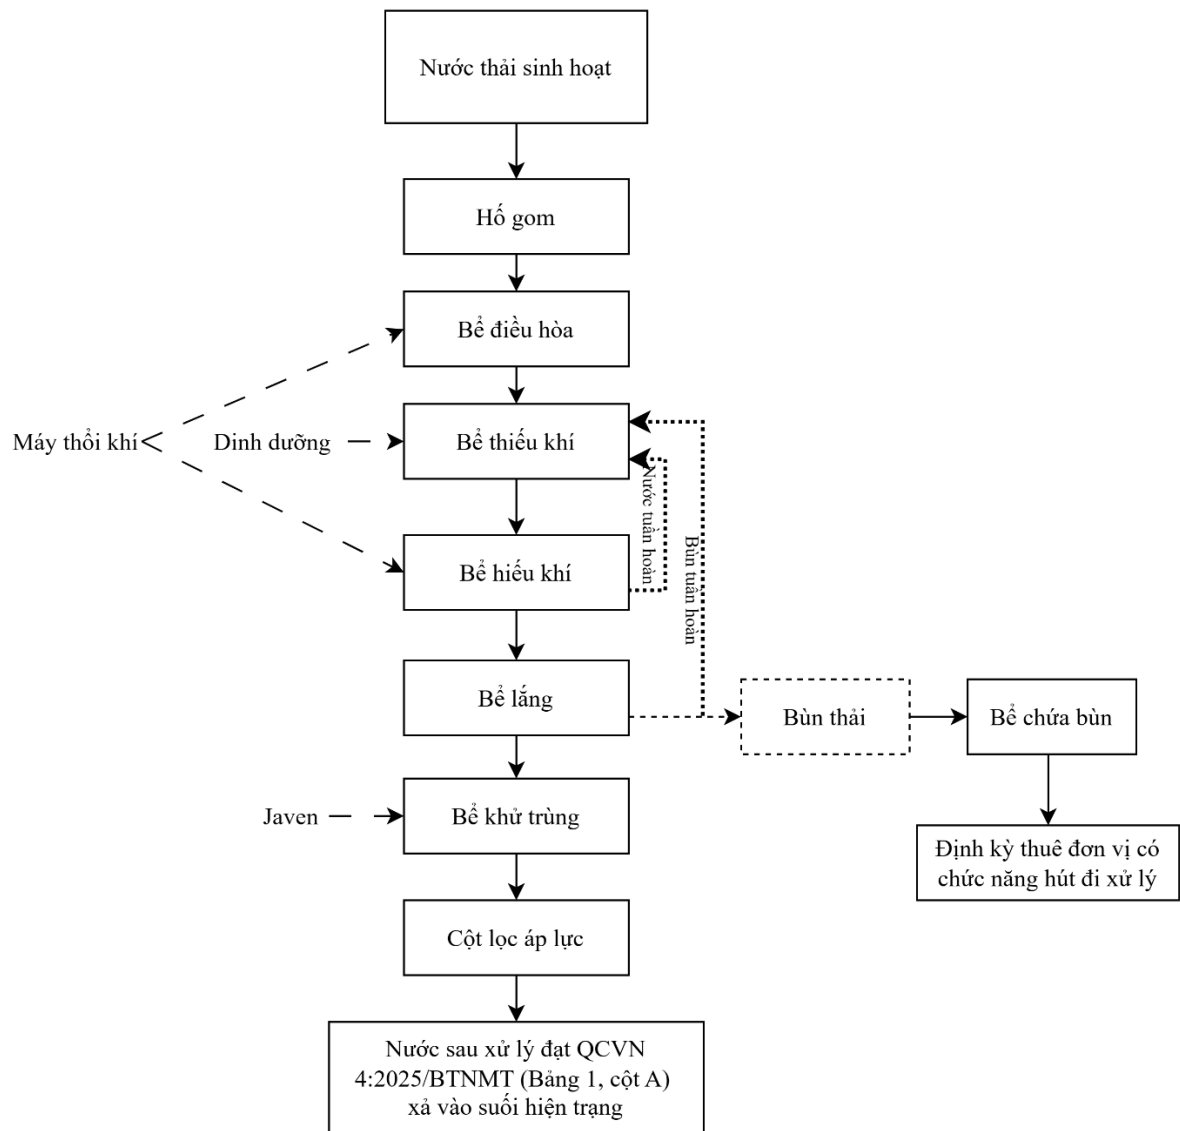 Nước thải sinh hoạt
Hố gom
Bể điều hòa
Máy thổi khí
Dinh dưỡng
Bể thiếu khí
Nước tuần hoàn
Bùn tuần hoàn
Bể hiếu khí
Bể lắng
Bùn thải
Bể chứa bùn
Javen
Bể khử trùng
Định kỳ thuê đơn vị có
chức năng hút đi xử lý
Cột lọc áp lực
Nước sau xử lý đạt QCVN
4:2025/BTNMT (Bảng 1, cột A)
xả vào suối hiện trạng